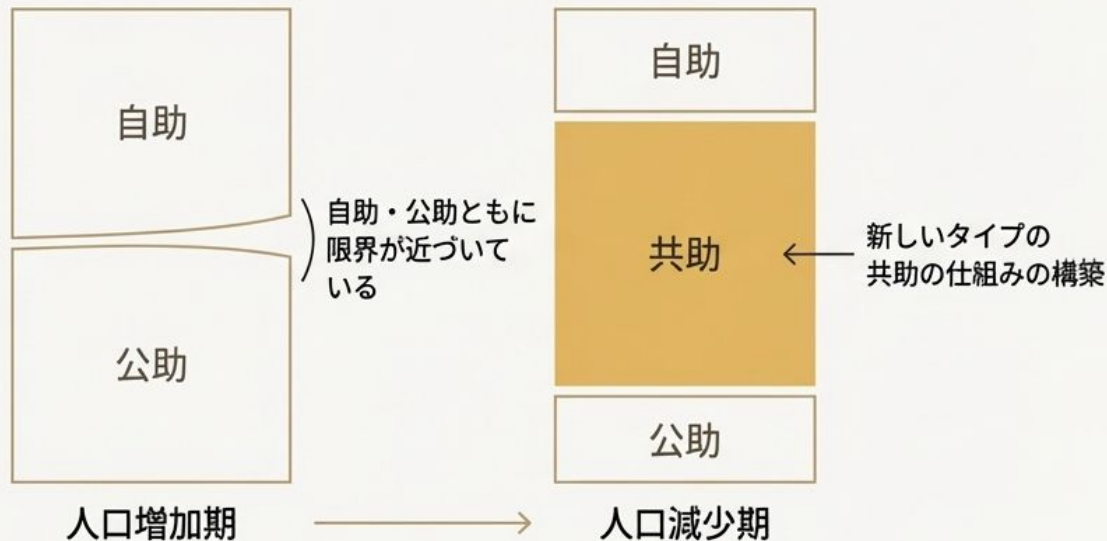 自助
公助
自助・公助ともに
限界が近づいて
いる
人口増加期
自助
共助
公助
新しいタイプの
共助の仕組みの構築
人口減少期